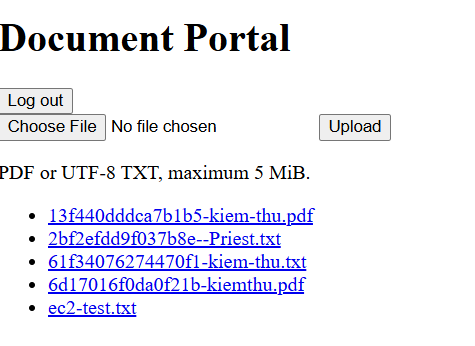 Document Portal
Log out
Choose File No file chosen Upload
PDF or UTF-8 TXT, maximum 5 MiB.
13f440dddca7b1b5-kiem-thu.pdf
2bf2efdd9f037b8e--Priest.txt
61f34076274470f1-kiem-thu.txt
6d17016f0da0f21b-kiemthu.pdf
ec2-test.txt